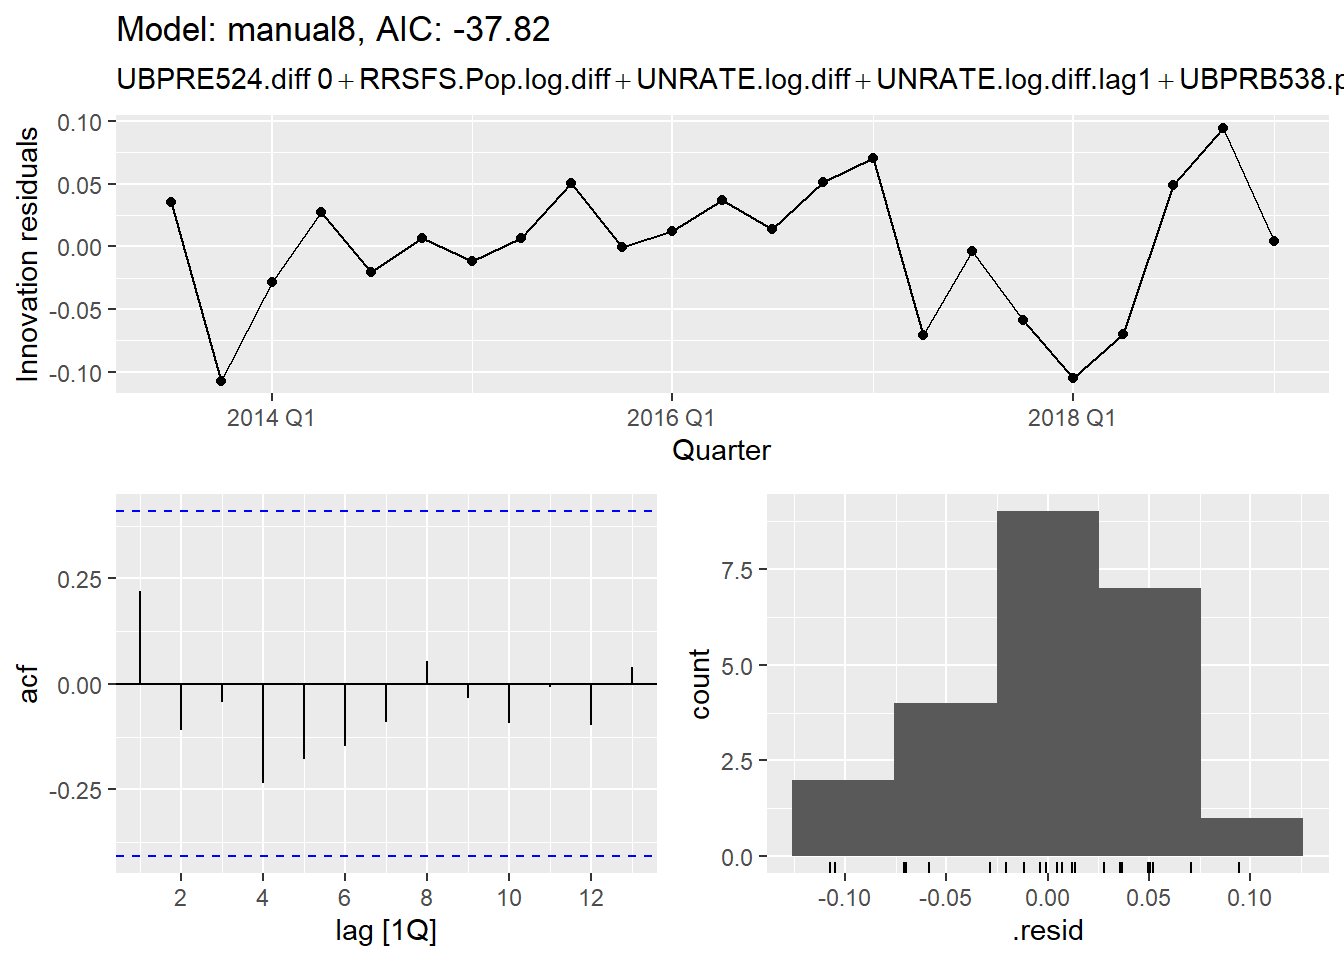 Model: manual8, AIC: -37.82
UBPRE524.diff 0 + RRSFS.Pop.log.diff + UNRATE.log.diff + UNRATE.log.diff.lag1 + UBPRB538.p
Innovation residuals
0.10
0.05
0.00
-0.05
-0.10
2014 Q1 2016 Q1 2018 Q1
Quarter
acf
0.25
0.00
-0.25
2 4 6 8 10 12
lag [1Q]
count
7.5
5.0
2.5
0.0
-0.10 -0.05 0.00 0.05 0.10
.resid